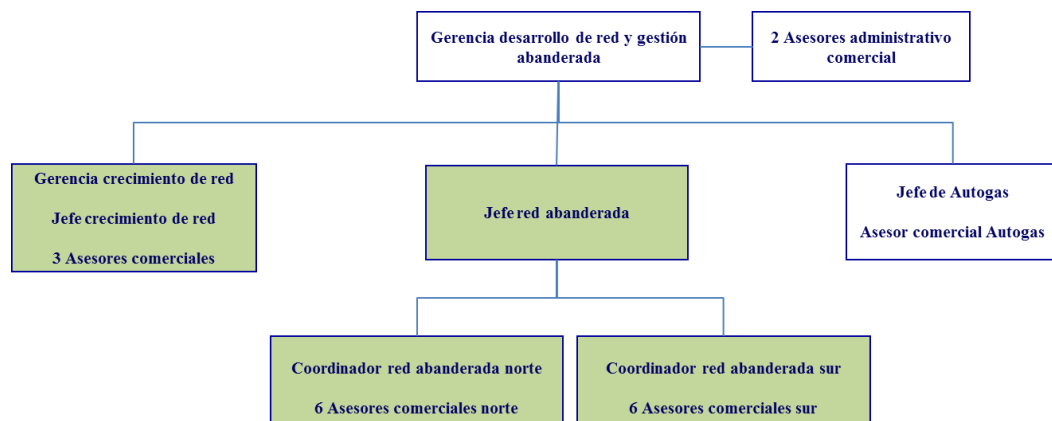 Gerencia desarrollo de red y gestión
abanderada
2 Asesores administrativo
comercial
Gerencia crecimiento de red
Jefe crecimiento de red
3 Asesores comerciales
Jefe red abanderada
Jefe de Autogas
Asesor comercial Autogas
Coordinador red abanderada norte
6 Asesores comerciales norte
Coordinador red abanderada sur
6 Asesores comerciales sur